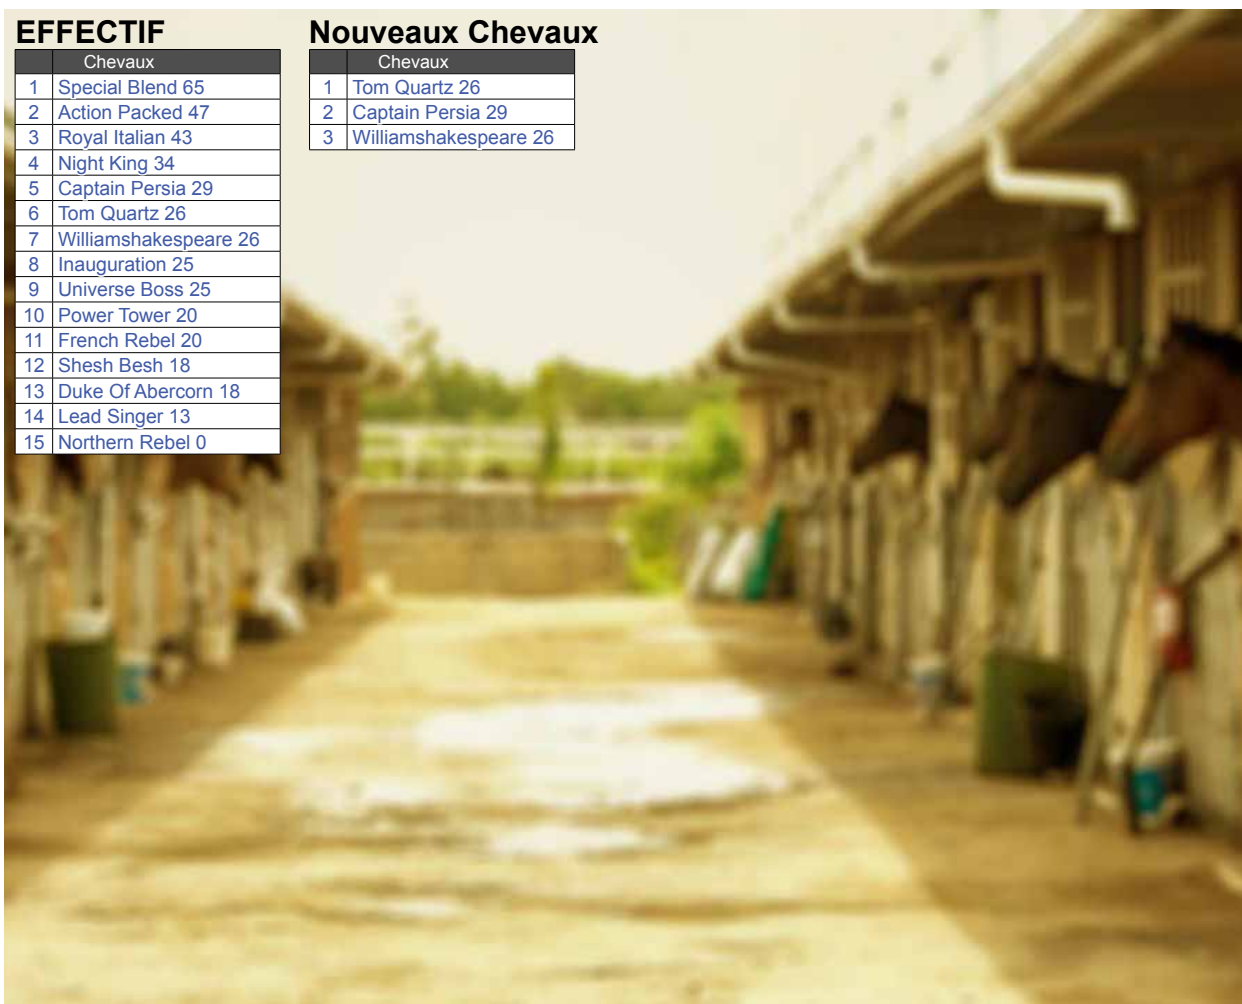 EFFECTIF
Chevaux
1 Special Blend 65
2 Action Packed 47
3 Royal Italian 43
4 Night King 34
5 Captain Persia 29
6 Tom Quartz 26
7 Williamshakespeare 26
8 Inauguration 25
9 Universe Boss 25
10 Power Tower 20
11 French Rebel 20
12 Shesh Besh 18
13 Duke Of Abercorn 18
14 Lead Singer 13
15 Northern Rebel 0
Nouveaux Chevaux
Chevaux
1 Tom Quartz 26
2 Captain Persia 29
3 Williamshakespeare 26